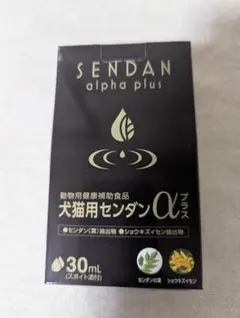 SENDAN
alpha plus
動物用健康補助食品
犬猫用センダンαプラス
●センダン(葉)抽出物 ●ショウキズイセン抽出物
30mL
(スポイト添付)
センダンの葉 ショウキズイセン